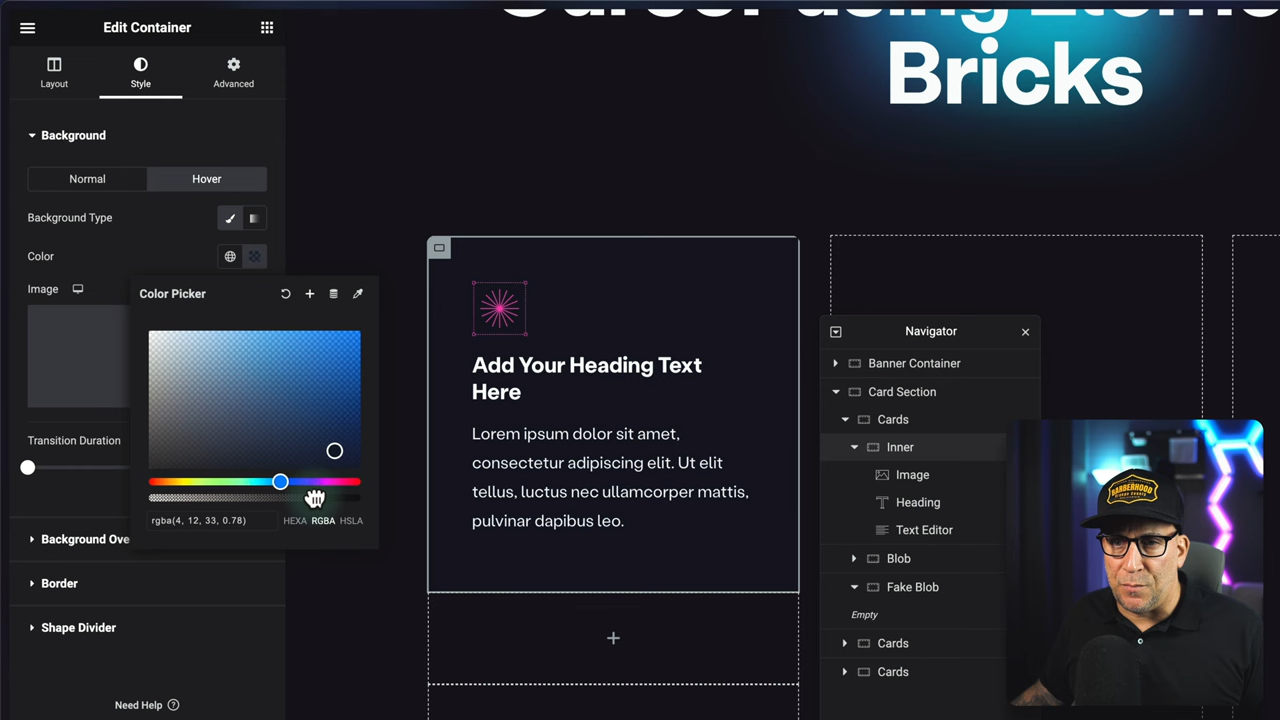 Edit Container
Layout
Style
Advanced
Background
Normal
Hover
Background Type
Color
Image
Color Picker
Transition Duration
rgba(4, 12, 33, 0.78)
HEXA RGBA HSLA
Background Ove
Border
Shape Divider
Need Help
Bricks
Add Your Heading Text
Here
Lorem ipsum dolor sit amet,
consectetur adipiscing elit. Ut elit
tellus, luctus nec ullamcorper mattis,
pulvinar dapibus leo.
Navigator
Banner Container
Card Section
Cards
Inner
Image
Heading
Text Editor
Blob
Fake Blob
Empty
Cards
Cards
BARBERHOOD